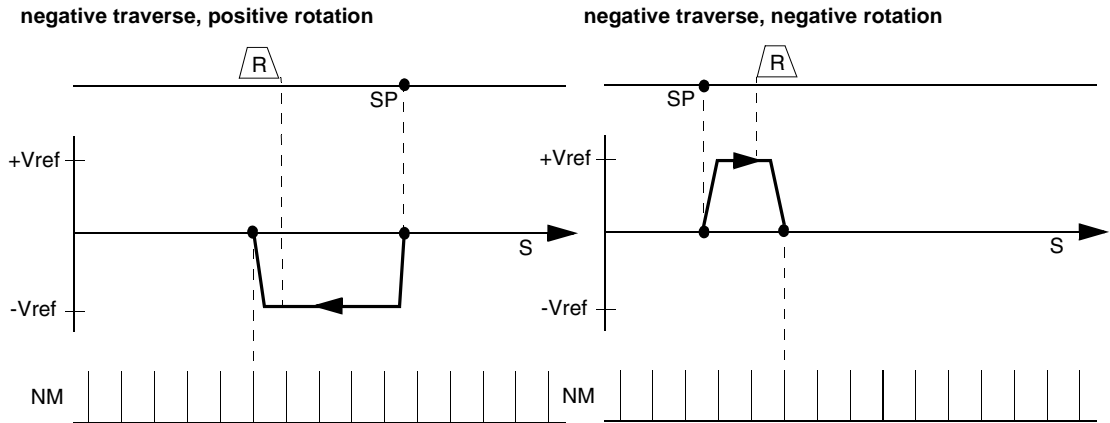 negative traverse, positive rotation
R
SP
+Vref
S
-Vref
NM
negative traverse, negative rotation
R
SP
+Vref
S
-Vref
NM